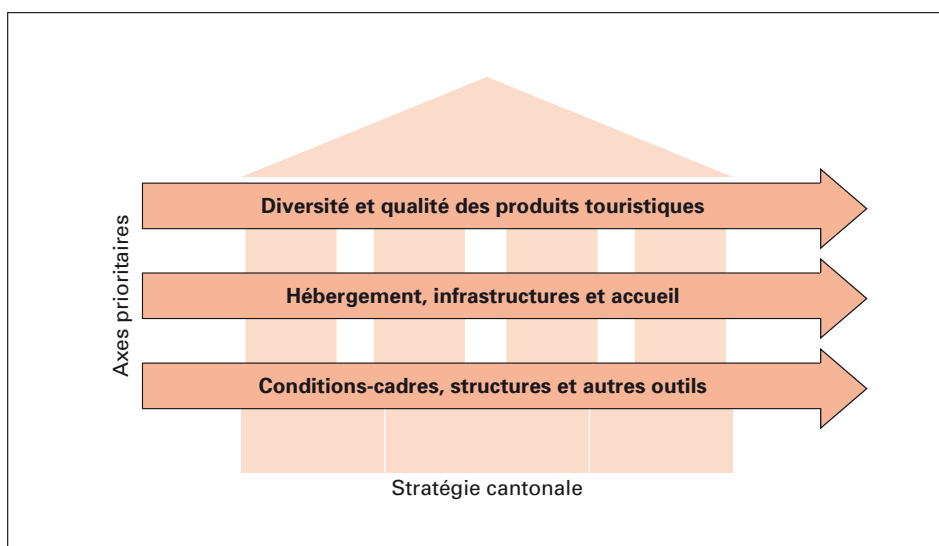 Axes prioritaires
Diversité et qualité des produits touristiques
Hébergement, infrastructures et accueil
Conditions-cadres, structures et autres outils
Stratégie cantonale